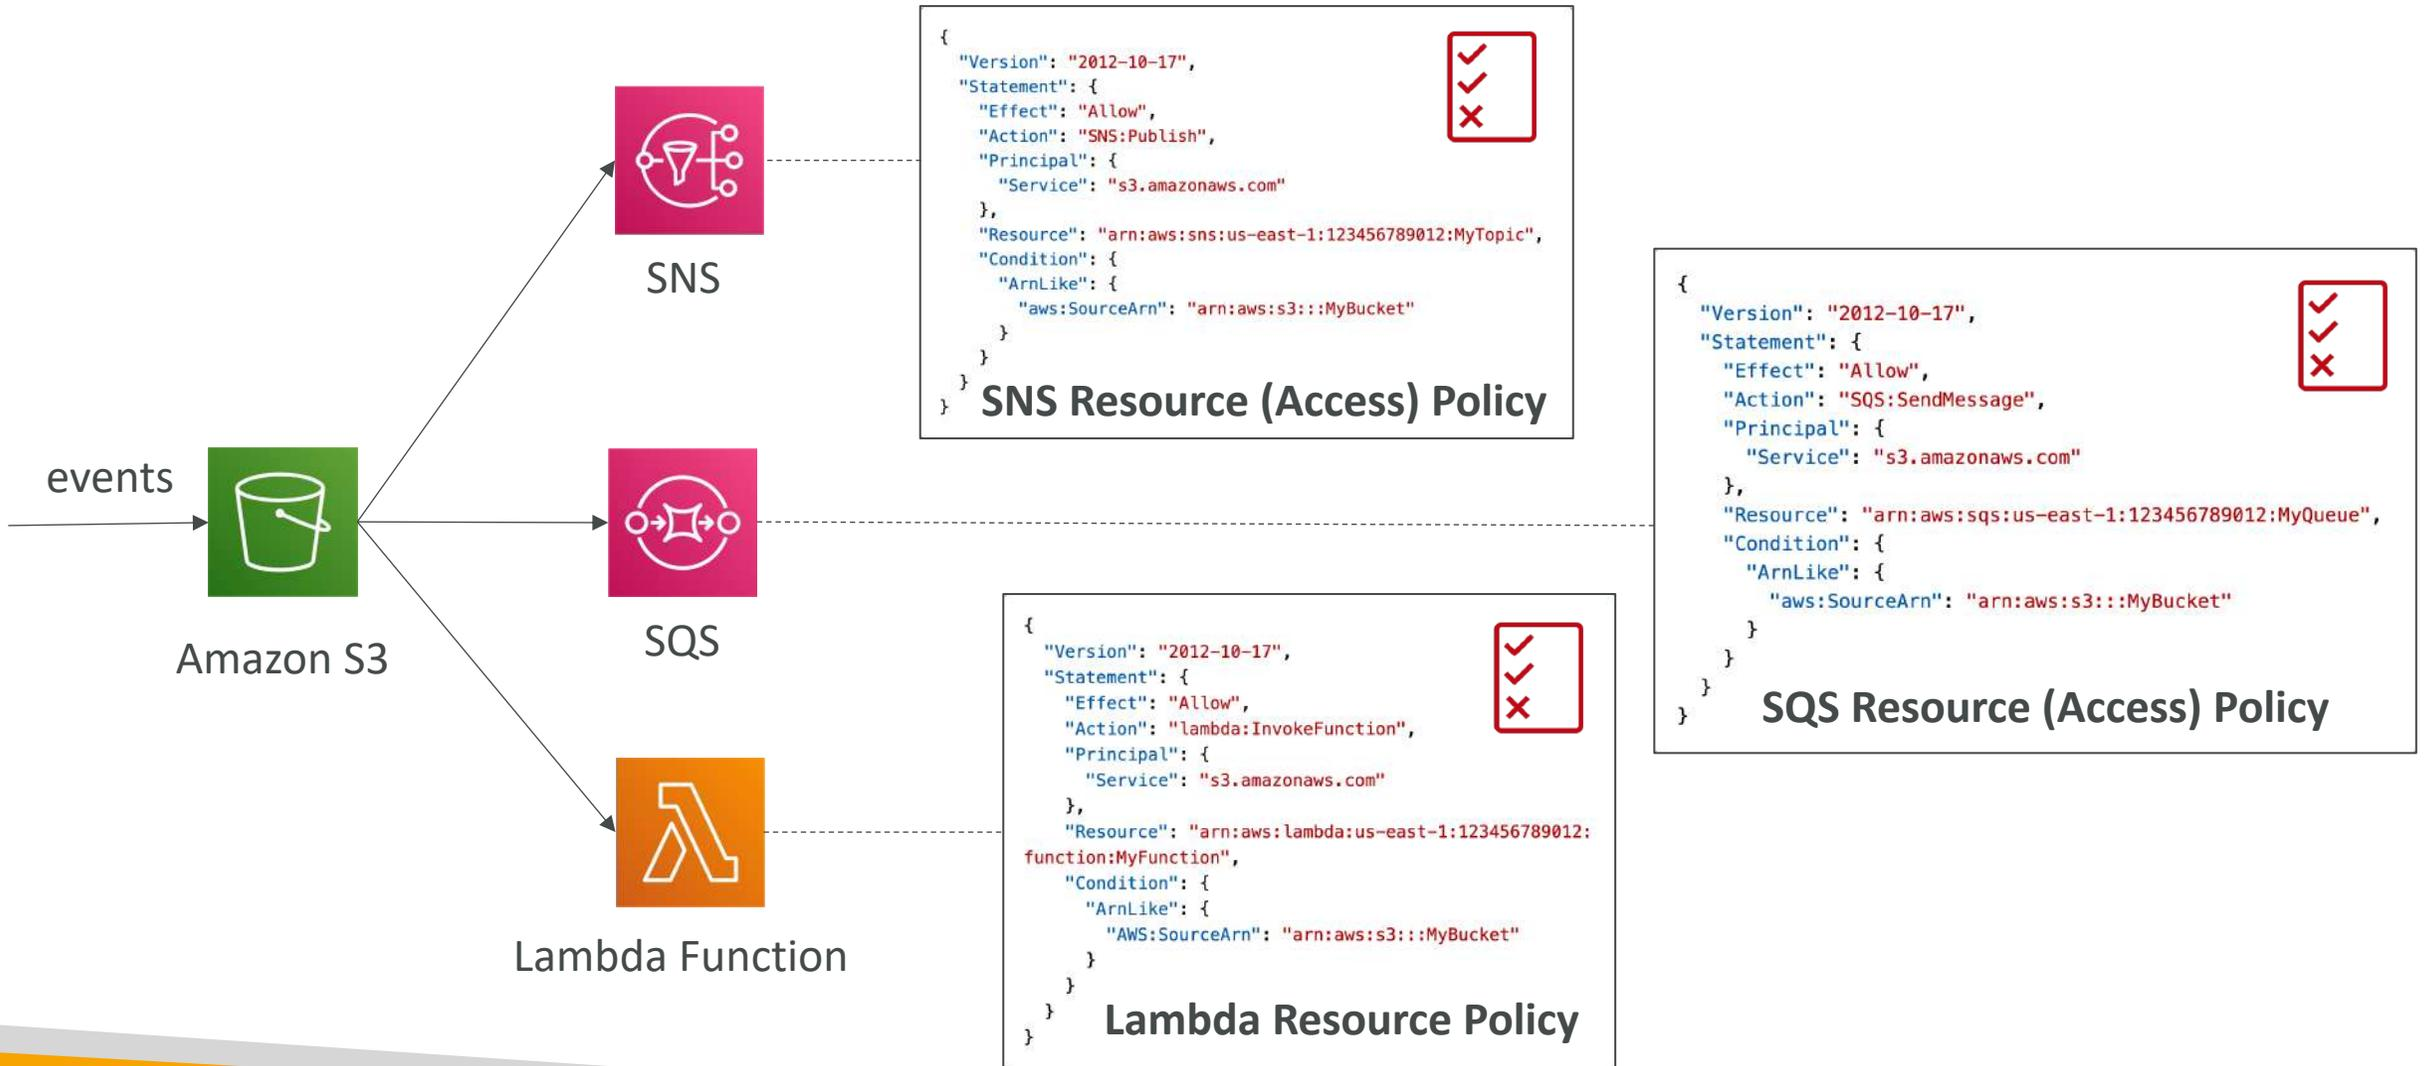 events
Amazon S3
SNS
SQS
Lambda Function
{
  "Version": "2012-10-17",
  "Statement": {
    "Effect": "Allow",
    "Action": "SNS:Publish",
    "Principal": {
      "Service": "s3.amazonaws.com"
    },
    "Resource": "arn:aws:sns:us-east-1:123456789012:MyTopic",
    "Condition": {
      "ArnLike": {
        "aws:SourceArn": "arn:aws:s3:::MyBucket"
      }
    }
  }
}
SNS Resource (Access) Policy
{
  "Version": "2012-10-17",
  "Statement": {
    "Effect": "Allow",
    "Action": "SQS:SendMessage",
    "Principal": {
      "Service": "s3.amazonaws.com"
    },
    "Resource": "arn:aws:sqs:us-east-1:123456789012:MyQueue",
    "Condition": {
      "ArnLike": {
        "aws:SourceArn": "arn:aws:s3:::MyBucket"
      }
    }
  }
}
SQS Resource (Access) Policy
{
  "Version": "2012-10-17",
  "Statement": {
    "Effect": "Allow",
    "Action": "lambda:InvokeFunction",
    "Principal": {
      "Service": "s3.amazonaws.com"
    },
    "Resource": "arn:aws:lambda:us-east-1:123456789012:
function:MyFunction",
    "Condition": {
      "ArnLike": {
        "AWS:SourceArn": "arn:aws:s3:::MyBucket"
      }
    }
  }
}
Lambda Resource Policy